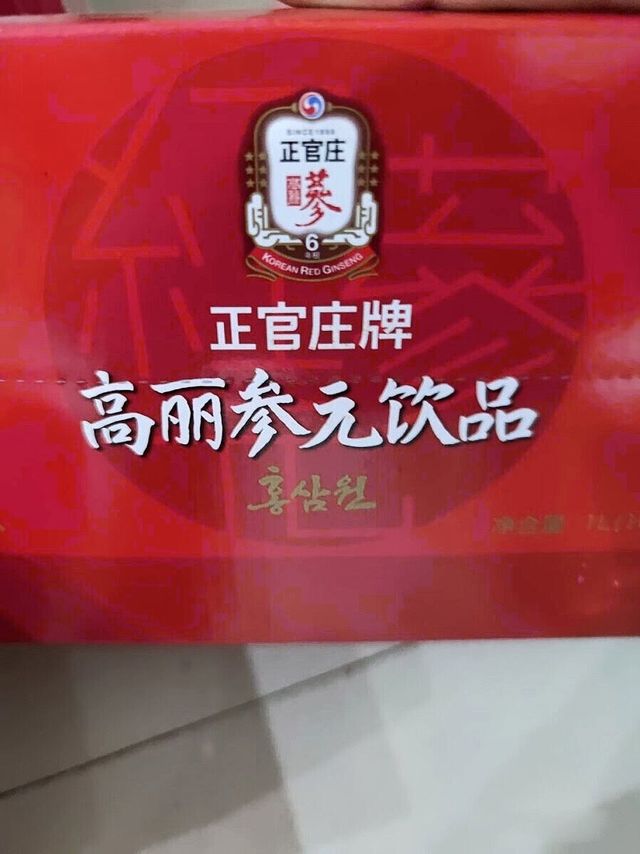 SINCE 1899
正官庄
高麗
蔘
6
KOREAN RED GINSENG
正官庄牌
高丽参元饮品
홍삼원
净含量